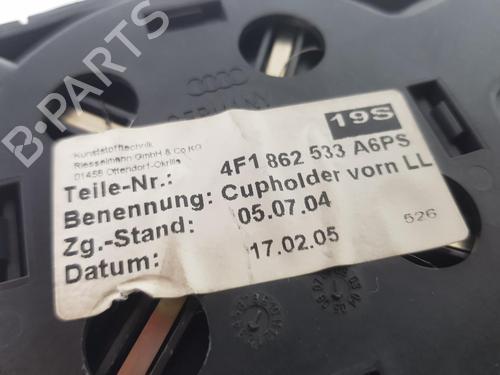 B-PARTS
GERMANY
19S
Kunststofftechnik
Riesselmann GmbH & Co KG
01458 Ottendorf-Okrilla
Teile-Nr.: 4F1 862 533 A6PS
Benennung: Cupholder vorn LL
Zg.-Stand: 05.07.04
Datum: 17.02.05
526